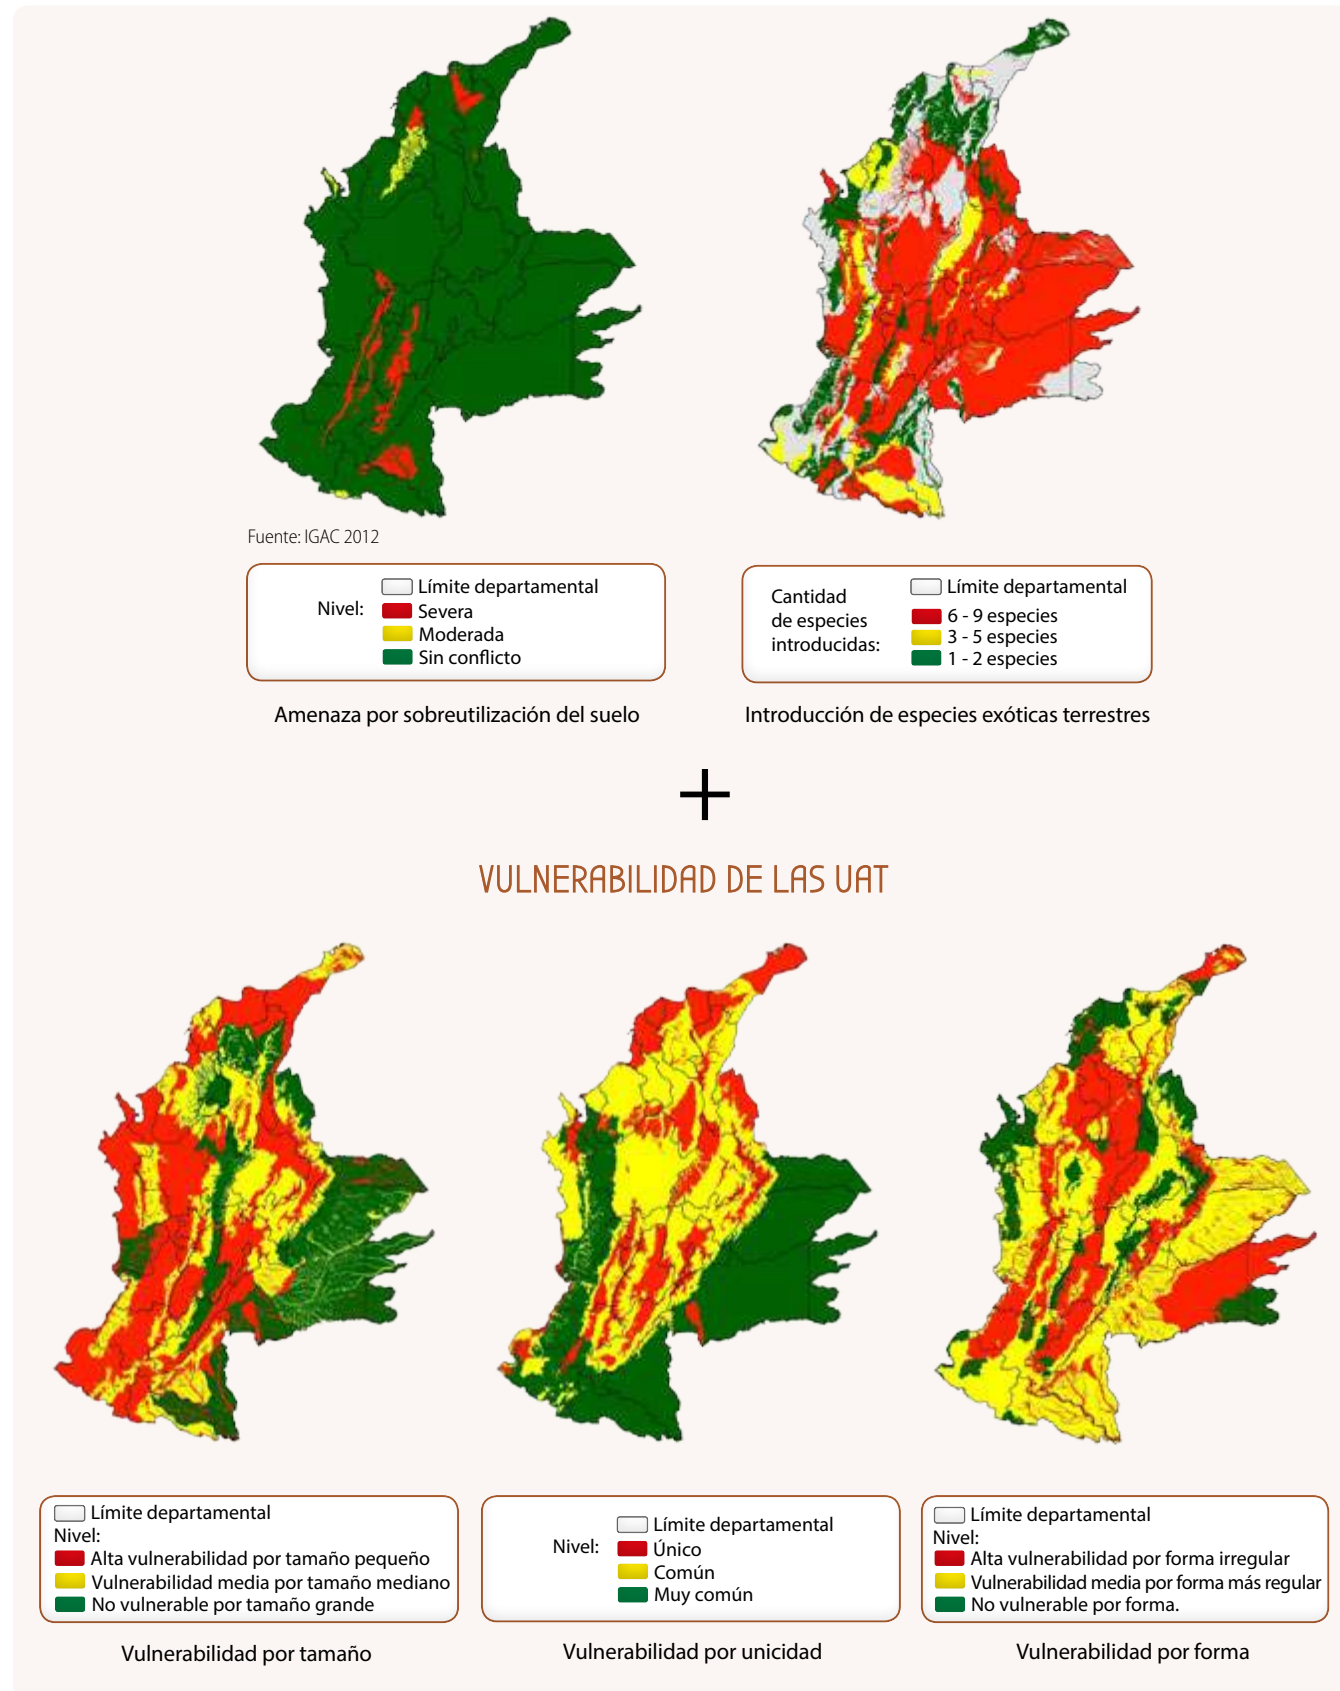 Fuente: IGAC 2012
Límite departamental
Nivel:
Severa
Moderada
Sin conflicto
Amenaza por sobreutilización del suelo
Cantidad
de especies
introducidas:
Límite departamental
6 - 9 especies
3 - 5 especies
1 - 2 especies
Introducción de especies exóticas terrestres
+
VULNERABILIDAD DE LAS UAT
Límite departamental
Nivel:
Alta vulnerabilidad por tamaño pequeño
Vulnerabilidad media por tamaño mediano
No vulnerable por tamaño grande
Vulnerabilidad por tamaño
Límite departamental
Nivel:
Único
Común
Muy común
Vulnerabilidad por unicidad
Límite departamental
Nivel:
Alta vulnerabilidad por forma irregular
Vulnerabilidad media por forma más regular
No vulnerable por forma.
Vulnerabilidad por forma